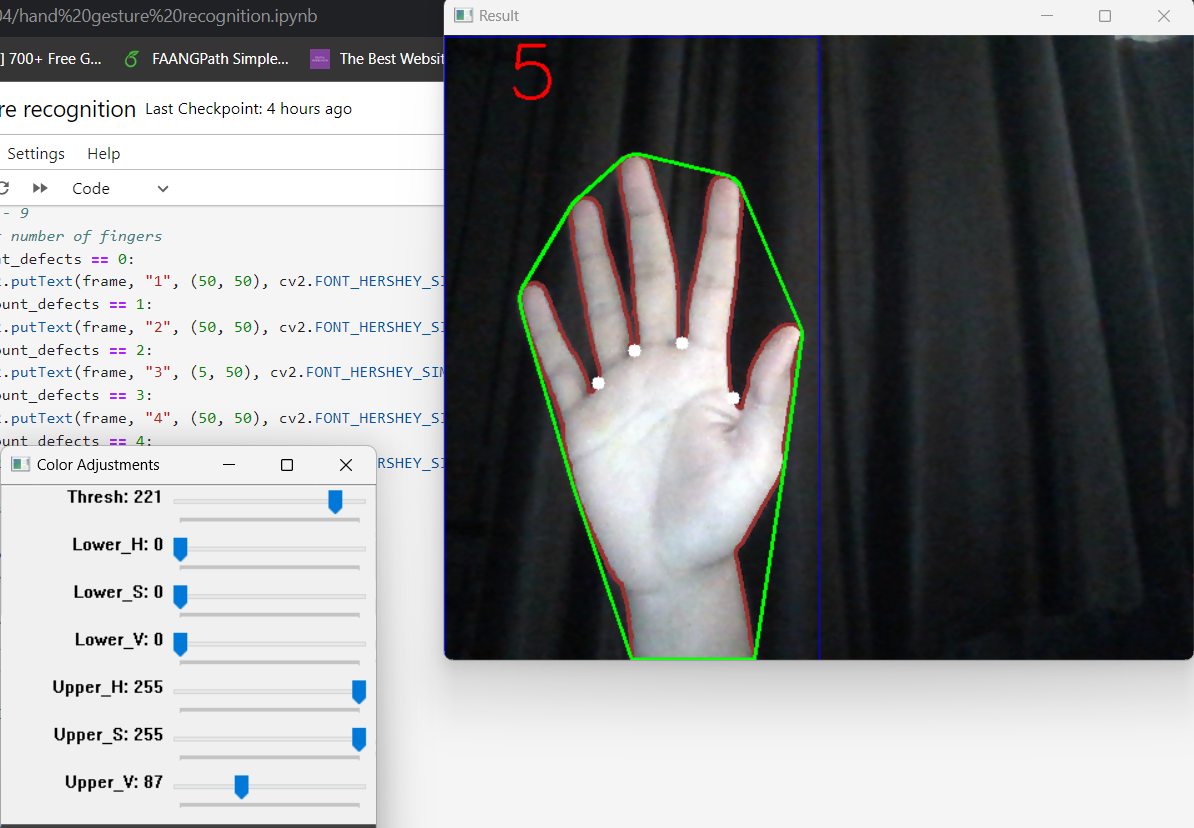 04/hand%20gesture%20recognition.ipynb
] 700+ Free G... FAANGPath Simple... The Best Websit
re recognition Last Checkpoint: 4 hours ago
Settings Help
Code
- 9
number of fingers
nt_defects == 0:
.putText(frame, "1", (50, 50), cv2.FONT_HERSHEY_SI
ount_defects == 1:
.putText(frame, "2", (50, 50), cv2.FONT_HERSHEY_SI
ount_defects == 2:
.putText(frame, "3", (5, 50), cv2.FONT_HERSHEY_SIM
ount_defects == 3:
.putText(frame, "4", (50, 50), cv2.FONT_HERSHEY_SI
ount_defects == 4:
RSHEY_SI
Color Adjustments
Thresh: 221
Lower_H: 0
Lower_S: 0
Lower_V: 0
Upper_H: 255
Upper_S: 255
Upper_V: 87
Result
5